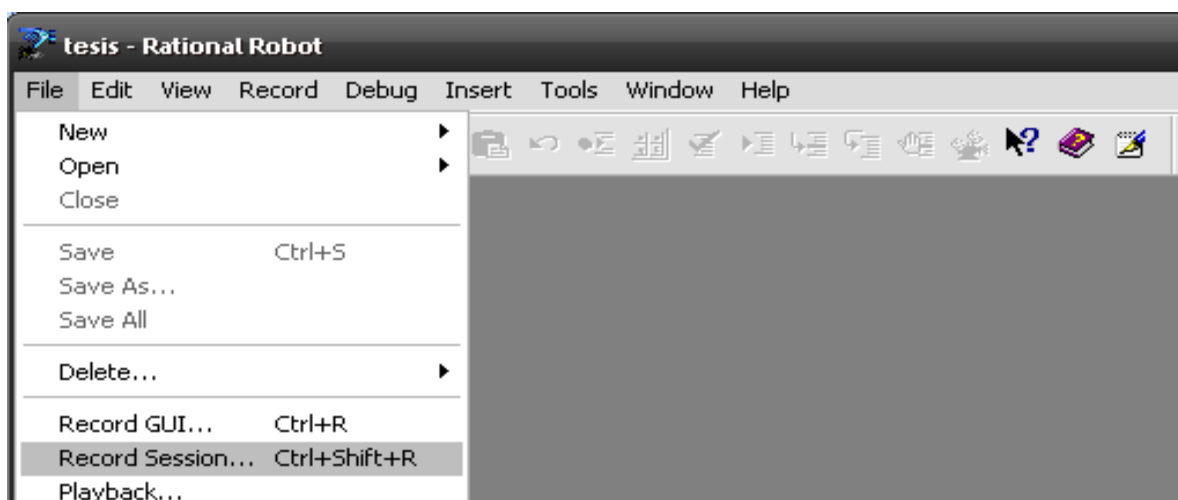 tesis - Rational Robot
File Edit View Record Debug Insert Tools Window Help
New
Open
Close
Save Ctrl+S
Save As...
Save All
Delete...
Record GUI... Ctrl+R
Record Session... Ctrl+Shift+R
Playback...